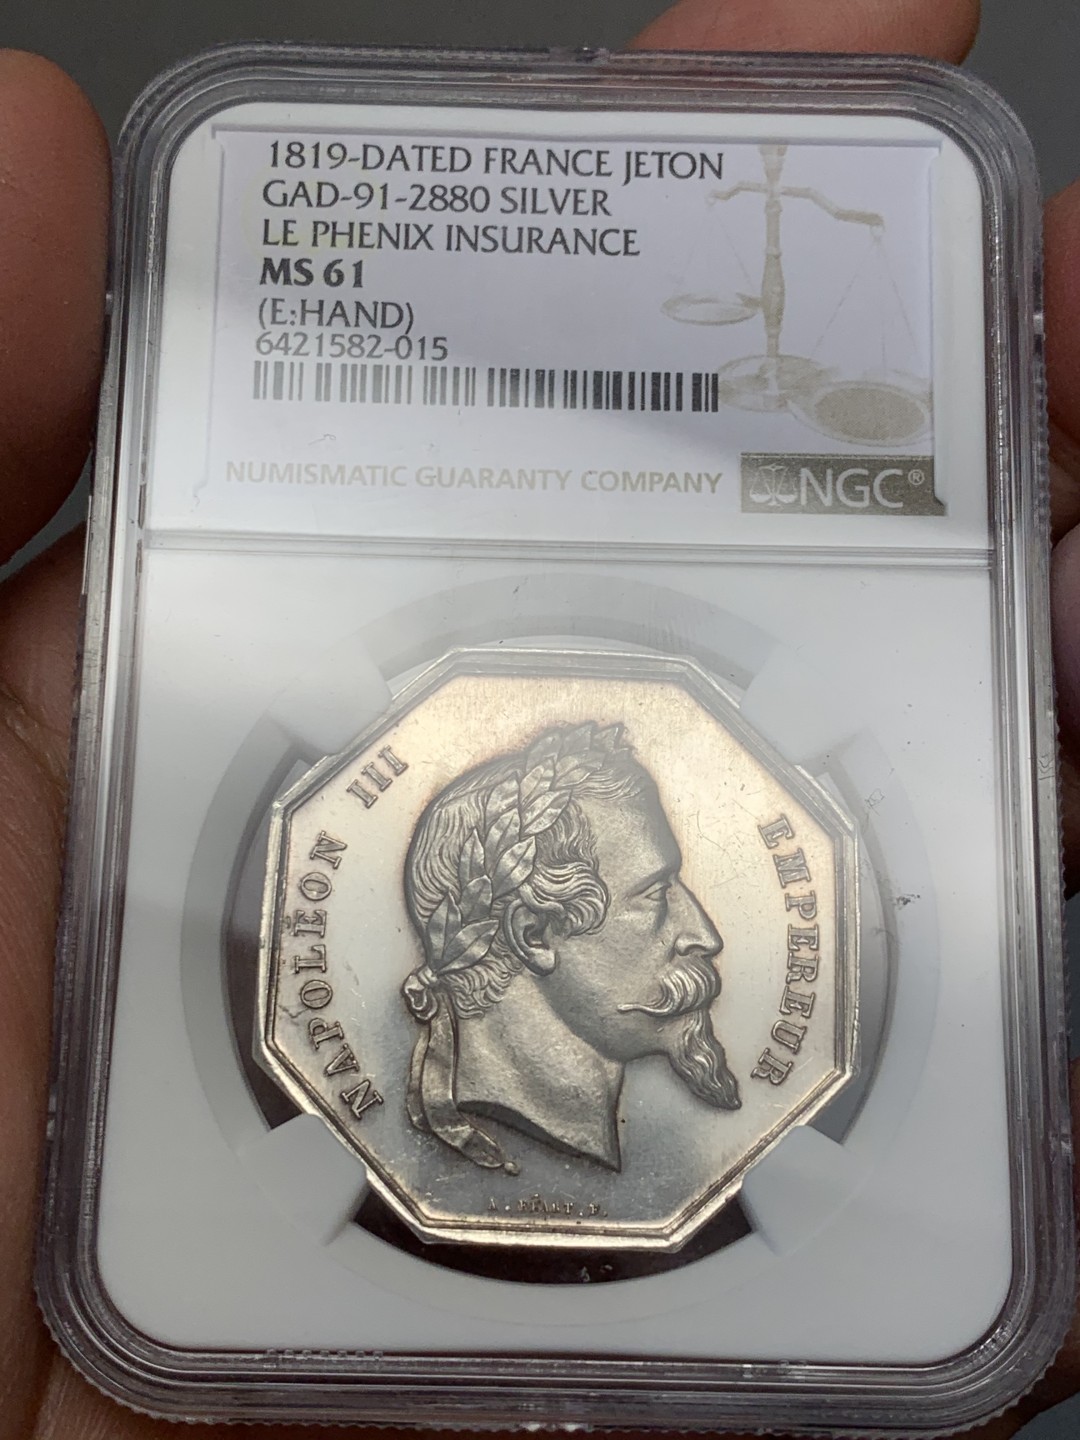 1819-DATED FRANCE JETON
GAD-91-2880 SILVER
LE PHENIX INSURANCE
MS 61
(E:HAND)
6421582-015
NUMISMATIC GUARANTY COMPANY
NGC®
NAPOLÉON III
EMPEREUR
A.
F.